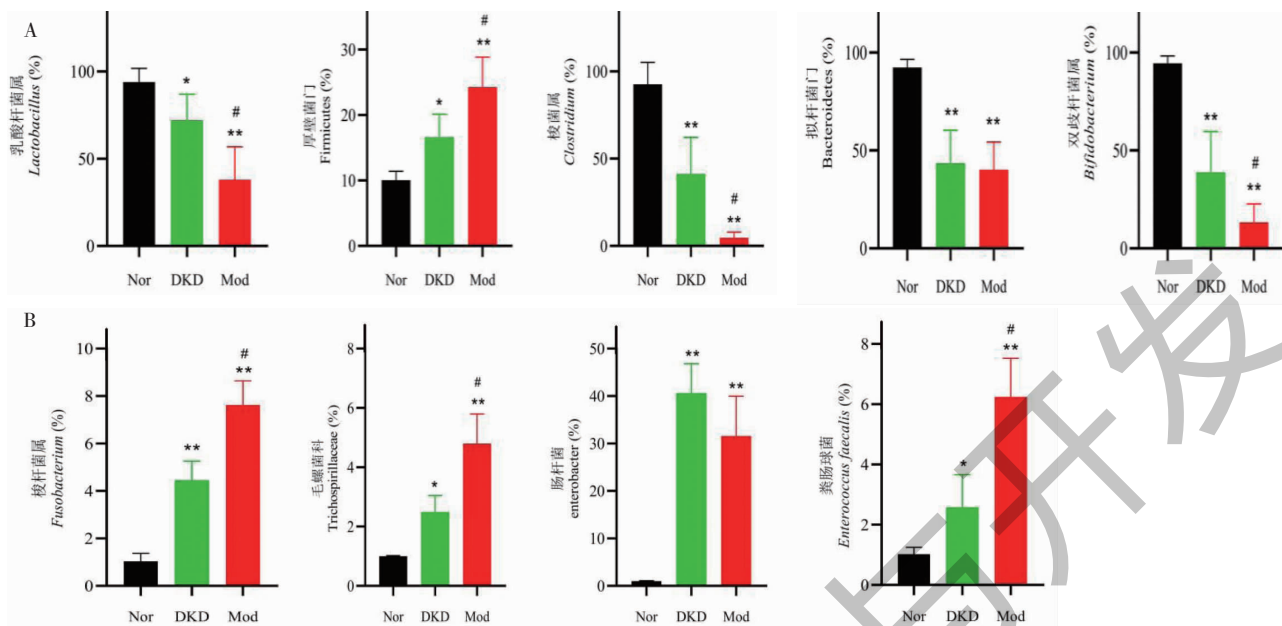 A
乳酸杆菌属
Lactobacillus (%)
100
50
0
*
#
**
Nor DKD Mod
厚壁菌门
Firmicutes (%)
30
20
10
0
*
#
**
Nor DKD Mod
梭菌属
Clostridium (%)
100
50
0
**
#
**
Nor DKD Mod
拟杆菌门
Bacteroidetes (%)
100
50
0
**
**
Nor DKD Mod
双歧杆菌属
Bifidobacterium (%)
100
50
0
**
#
**
Nor DKD Mod
B
梭杆菌属
Fusobacterium (%)
10
8
6
4
2
0
**
#
**
Nor DKD Mod
毛螺菌科
Trichospirillaceae (%)
8
6
4
2
0
*
#
**
Nor DKD Mod
肠杆菌
enterobacter (%)
50
40
30
20
10
0
**
**
Nor DKD Mod
粪肠球菌
Enterococcus faecalis (%)
8
6
4
2
0
*
#
**
Nor DKD Mod
与开发